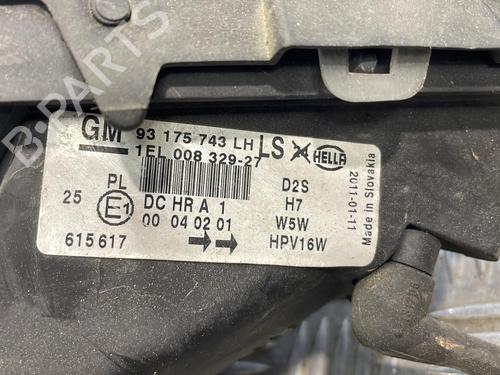 B-PARTS
GM 93 175 743 LH LS HELLA
1EL 008 329-27
PL
25
E1
DC HR A 1
00 04 02 01
615617
D2S
H7
W5W
HPV16W
2011-01-11
Made in Slovakia